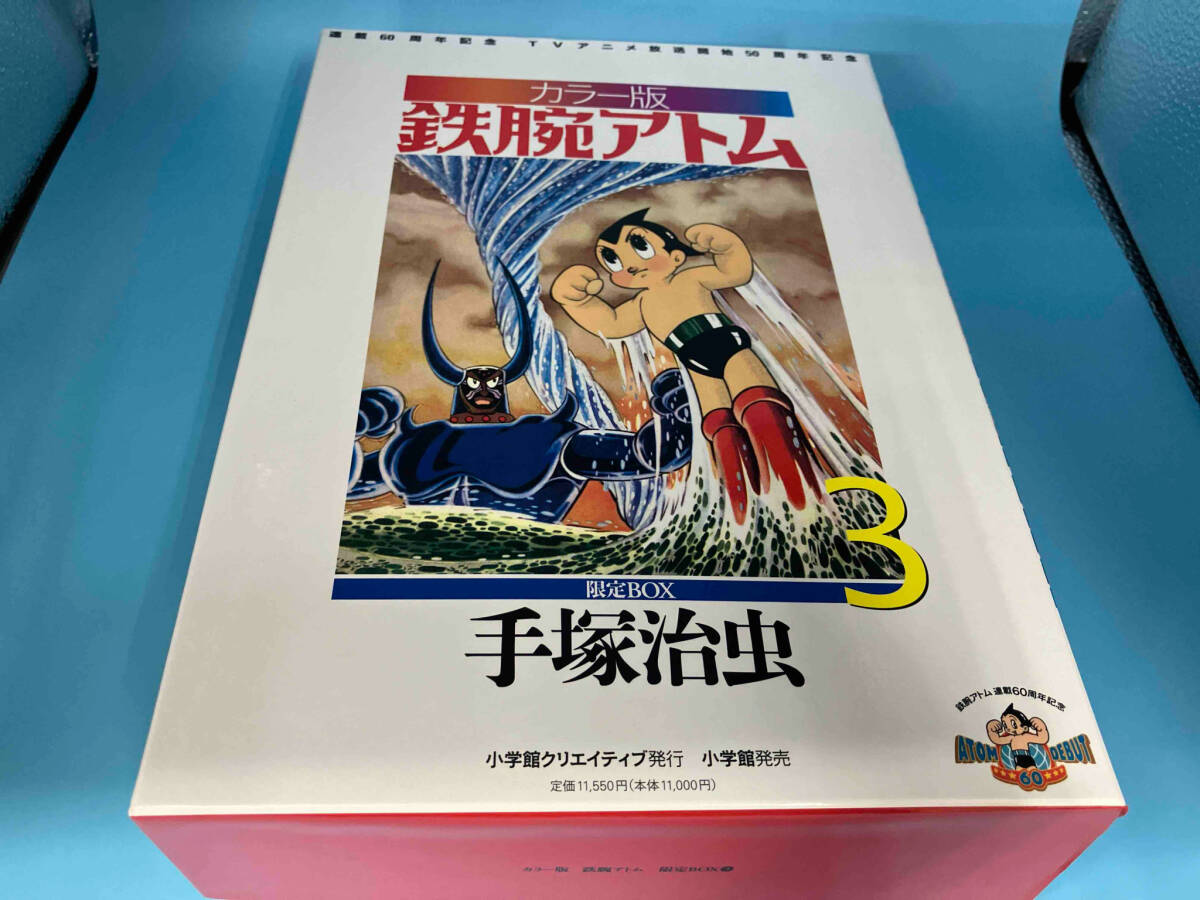 連載60周年記念 TVアニメ放送開始50周年記念
カラー版
鉄腕アトム
3
限定BOX
手塚治虫
鉄腕アトム 連載60周年記念
ATOM DEBUT
60
小学館クリエイティブ発行 小学館発売
定価11,550円(本体11,000円)
カラー版 鉄腕アトム 限定BOX③